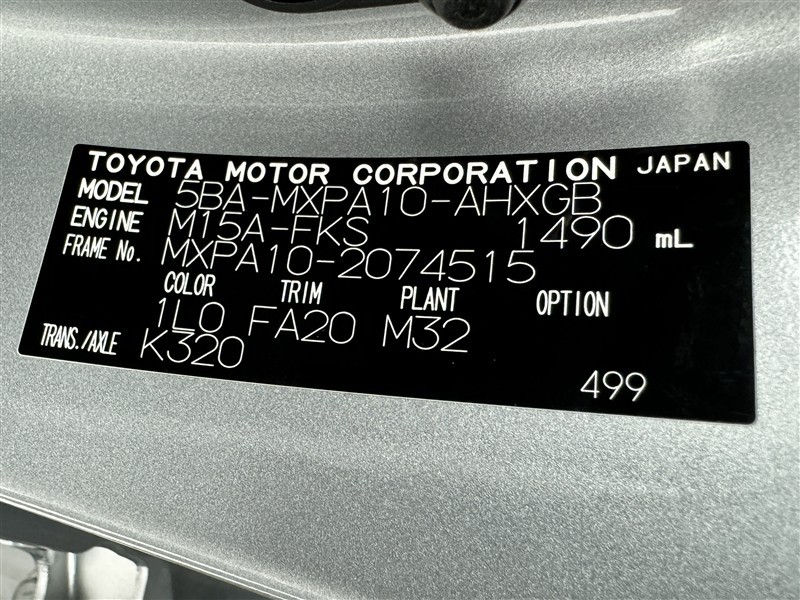 TOYOTA MOTOR CORPORATION JAPAN
MODEL 5BA-MXPA10-AHXGB
ENGINE M15A-FKS 1490 mL
FRAME No. MXPA10-2074515
COLOR TRIM PLANT OPTION
1L0 FA20 M32
TRANS./AXLE K320
499